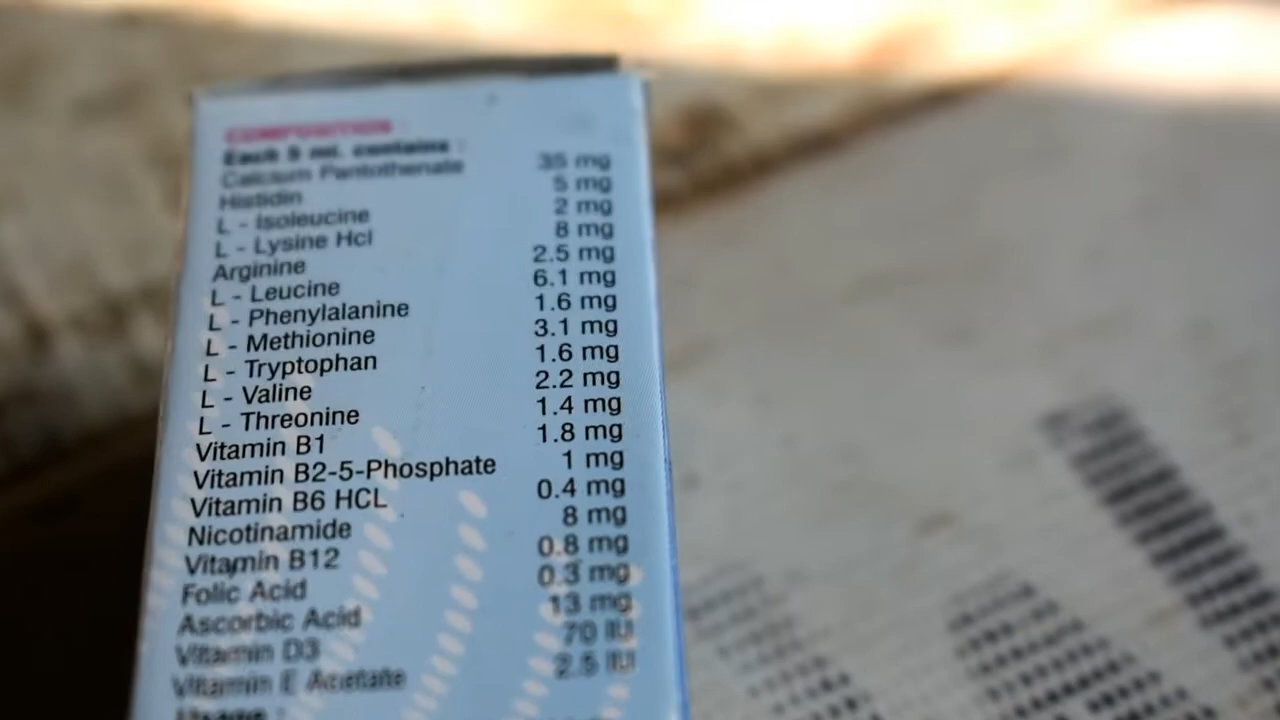 COMPOSITION
Each 5 ml. contains :
Calcium Pantothenate 35 mg
Histidin 5 mg
L - Isoleucine 2 mg
L - Lysine Hcl 8 mg
Arginine 2.5 mg
L - Leucine 6.1 mg
L - Phenylalanine 1.6 mg
L - Methionine 3.1 mg
L - Tryptophan 1.6 mg
L - Valine 2.2 mg
L - Threonine 1.4 mg
Vitamin B1 1.8 mg
Vitamin B2-5-Phosphate 1 mg
Vitamin B6 HCL 0.4 mg
Nicotinamide 8 mg
Vitamin B12 0.8 mg
Folic Acid 0.3 mg
Ascorbic Acid 13 mg
Vitamin D3 70 IU
Vitamin E Acetate 2.5 IU
Usage :